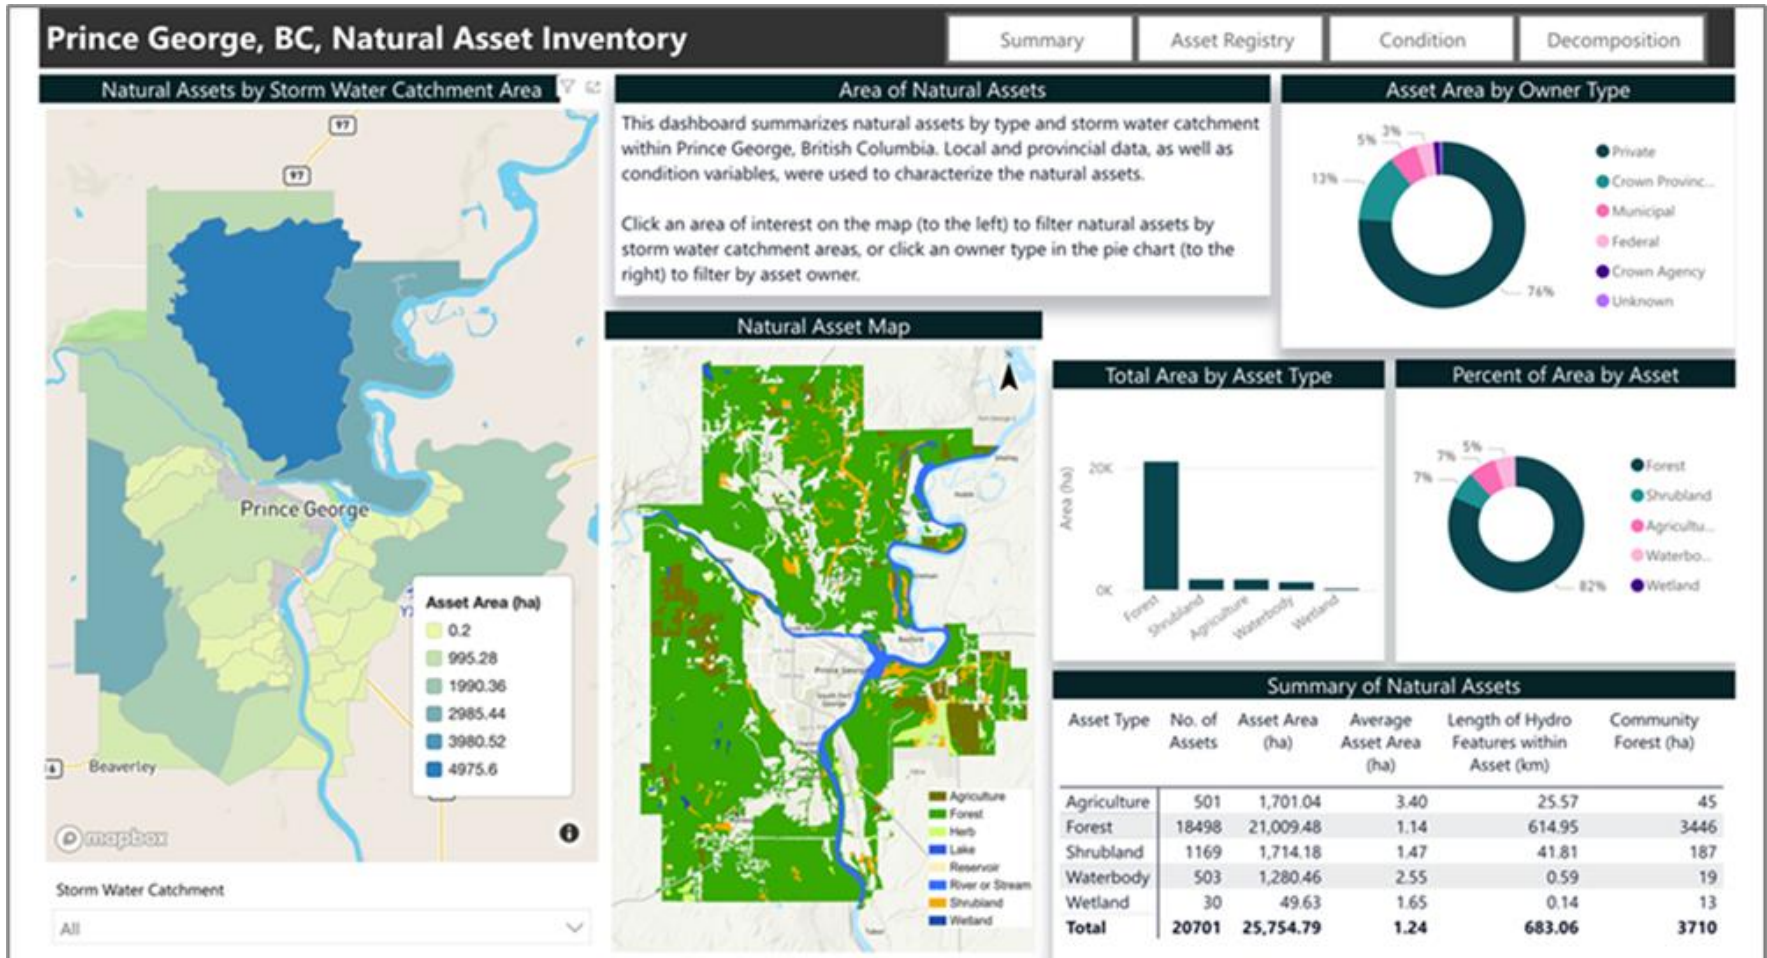 Prince George, BC, Natural Asset Inventory
Summary
Asset Registry
Condition
Decomposition
Natural Assets by Storm Water Catchment Area
97
97
Prince George
Beaverley
Asset Area (ha)
0.2
995.28
1990.36
2985.44
3980.52
4975.6
mapbox
Storm Water Catchment
All
Area of Natural Assets
This dashboard summarizes natural assets by type and storm water catchment
within Prince George, British Columbia. Local and provincial data, as well as
condition variables, were used to characterize the natural assets.
Click an area of interest on the map (to the left) to filter natural assets by
storm water catchment areas, or click an owner type in the pie chart (to the
right) to filter by asset owner.
Asset Area by Owner Type
3%
5%
13%
76%
Private
Crown Provinc...
Municipal
Federal
Crown Agency
Unknown
Natural Asset Map
Prince George
Agriculture
Forest
Herb
Lake
Reservoir
River or Stream
Shrubland
Wetland
Total Area by Asset Type
Area (ha)
20K
0K
Forest
Shrubland
Agriculture
Waterbody
Wetland
Percent of Area by Asset
5%
7%
7%
82%
Forest
Shrubland
Agricultu...
Waterbo...
Wetland
Summary of Natural Assets
Asset Type No. of Assets Asset Area (ha) Average Asset Area (ha) Length of Hydro Features within Asset (km) Community Forest (ha)
Agriculture 501 1,701.04 3.40 25.57 45
Forest 18498 21,009.48 1.14 614.95 3446
Shrubland 1169 1,714.18 1.47 41.81 187
Waterbody 503 1,280.46 2.55 0.59 19
Wetland 30 49.63 1.65 0.14 13
Total 20701 25,754.79 1.24 683.06 3710